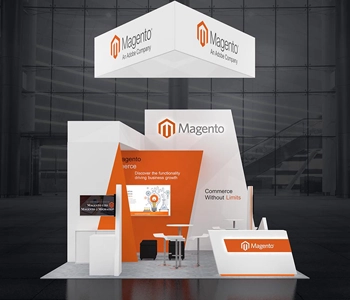 Magento®
An Adobe Company
Magento®
An Adobe Company
Magento
agento
erce
Discover the functionality
driving business growth
Commerce
Without Limits
Magento